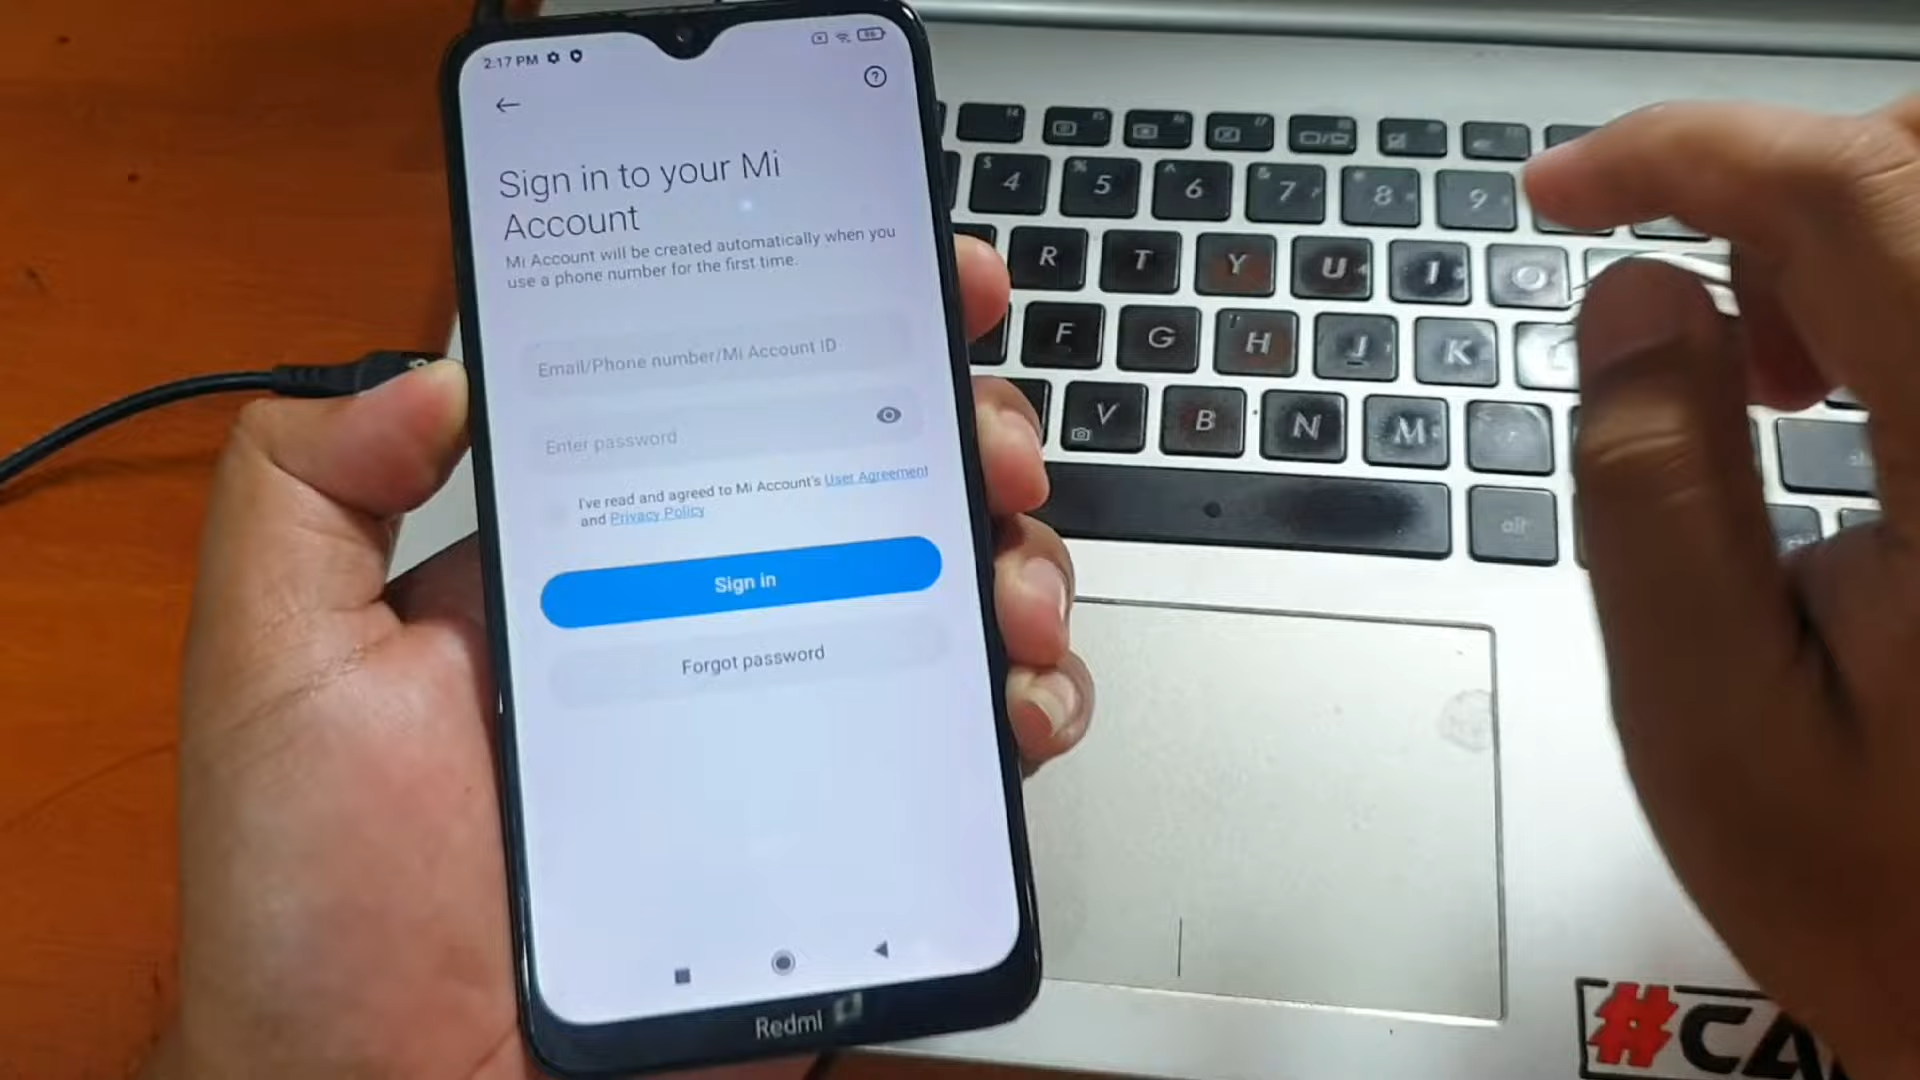 2:17 PM
Sign in to your Mi
Account
Mi Account will be created automatically when you
use a phone number for the first time.
Email/Phone number/Mi Account ID
Enter password
I've read and agreed to Mi Account's User Agreement
and Privacy Policy
Sign in
Forgot password
Redmi
$ 4 % 5 ^ 6 & 7 * 8 9
R T Y U I O
F G H J K L
V B N M
alt
#CA